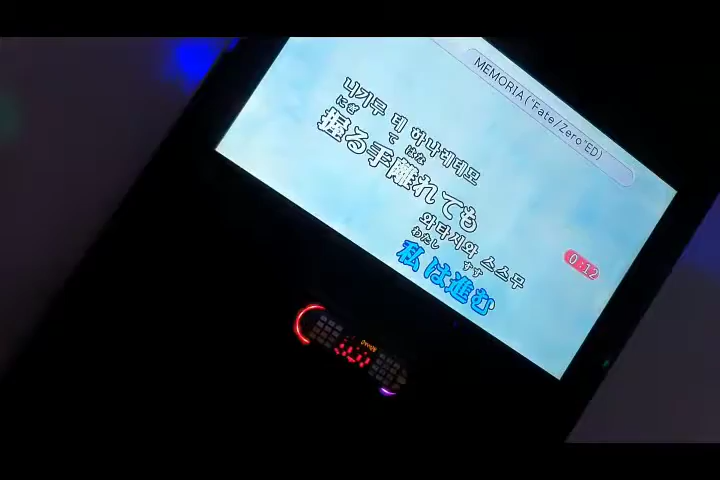 MEMORIA ("Fate/Zero"ED)
니기루 테 하나레테모
にぎ て はな
握る手離れても
와타시와 스스무
わたし すす
私は進む
0:12